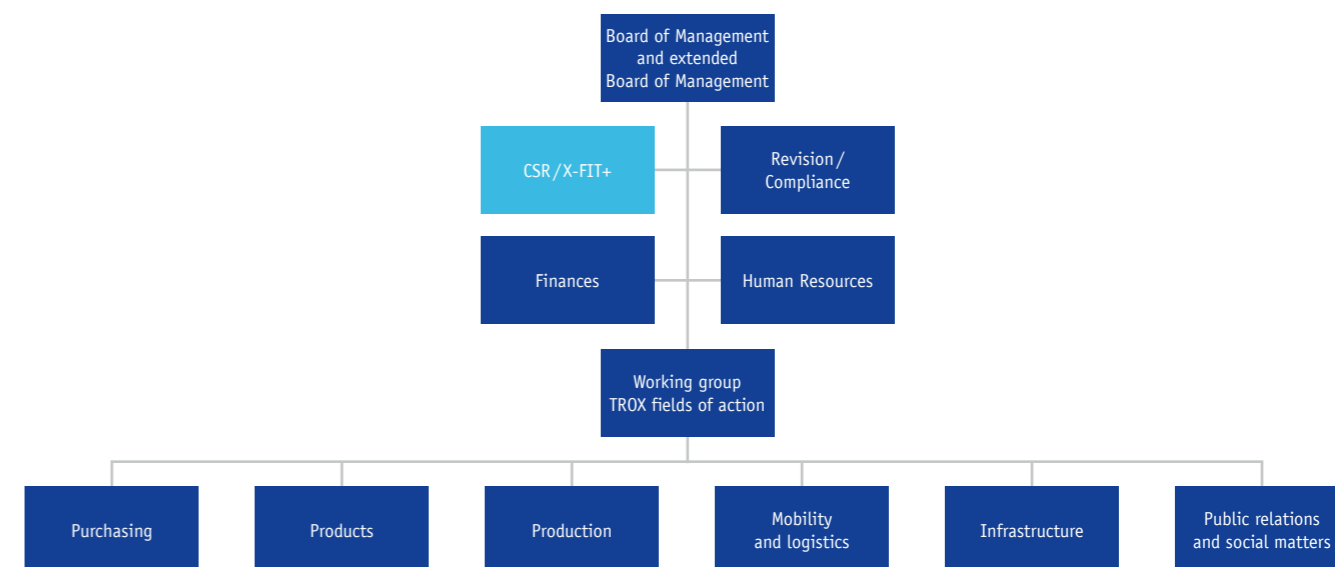 Board of Management
and extended
Board of Management
CSR/X-FIT+
Revision/
Compliance
Finances
Human Resources
Working group
TROX fields of action
Purchasing
Products
Production
Mobility
and logistics
Infrastructure
Public relations
and social matters